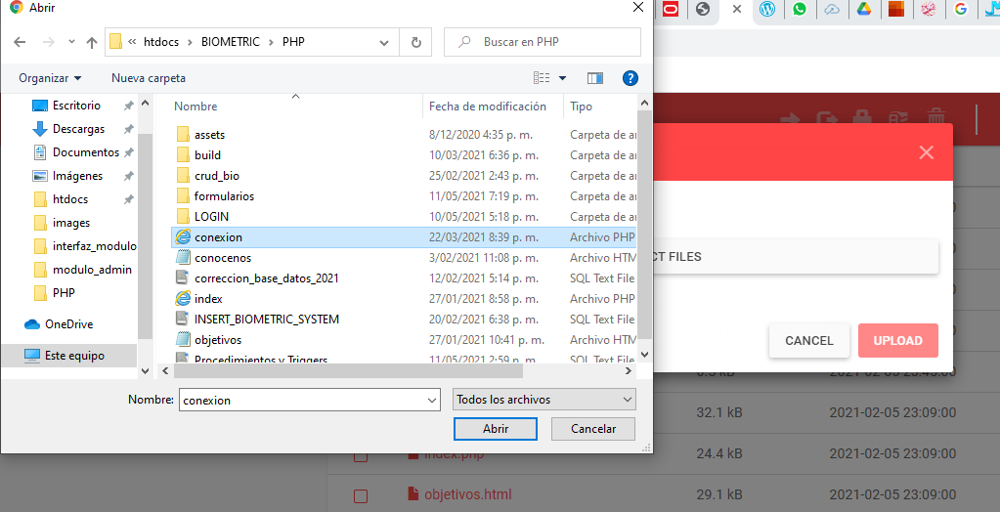 Abrir
« htdocs > BIOMETRIC > PHP
Buscar en PHP
Organizar
Nueva carpeta
Escritorio
Descargas
Documentos
Imágenes
htdocs
images
interfaz_modulo
modulo_admin
PHP
OneDrive
Este equipo
Nombre Fecha de modificación Tipo
assets 8/12/2020 4:35 p. m. Carpeta de ar
build 10/03/2021 6:36 p. m. Carpeta de ar
crud_bio 25/02/2021 2:43 p. m. Carpeta de ar
formularios 11/05/2021 7:19 p. m. Carpeta de ar
LOGIN 10/05/2021 5:18 p. m. Carpeta de ar
conexion 22/03/2021 8:39 p. m. Archivo PHP
conocenos 3/02/2021 11:08 p. m. Archivo HTM
correccion_base_datos_2021 12/02/2021 5:14 p. m. SQL Text File
index 27/01/2021 8:58 p. m. Archivo PHP
INSERT_BIOMETRIC_SYSTEM 20/02/2021 6:38 p. m. SQL Text File
objetivos 27/01/2021 10:41 p. m. Archivo HTM
Procedimientos y Triggers 11/05/2021 2:59 p. m. SQL Text File
Nombre: conexion
Todos los archivos
Abrir
Cancelar
CT FILES
CANCEL
UPLOAD
2021-02-05 23:09:00
32.1 kB 2021-02-05 23:09:00
index.php 24.4 kB 2021-02-05 23:09:00
objetivos.html 29.1 kB 2021-02-05 23:09:00